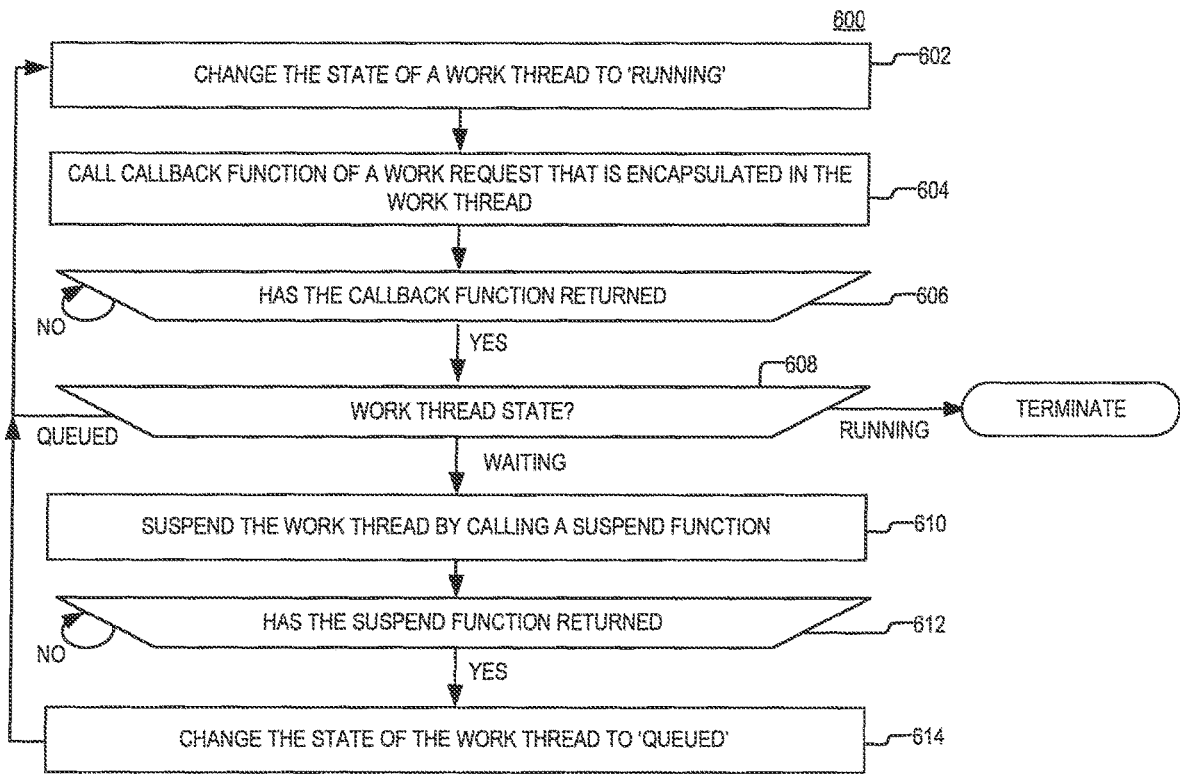 600
CHANGE THE STATE OF A WORK THREAD TO 'RUNNING'
602
CALL CALLBACK FUNCTION OF A WORK REQUEST THAT IS ENCAPSULATED IN THE
WORK THREAD
604
HAS THE CALLBACK FUNCTION RETURNED
606
NO
YES
608
WORK THREAD STATE?
TERMINATE
QUEUED
RUNNING
WAITING
SUSPEND THE WORK THREAD BY CALLING A SUSPEND FUNCTION
610
HAS THE SUSPEND FUNCTION RETURNED
612
NO
YES
CHANGE THE STATE OF THE WORK THREAD TO 'QUEUED'
614